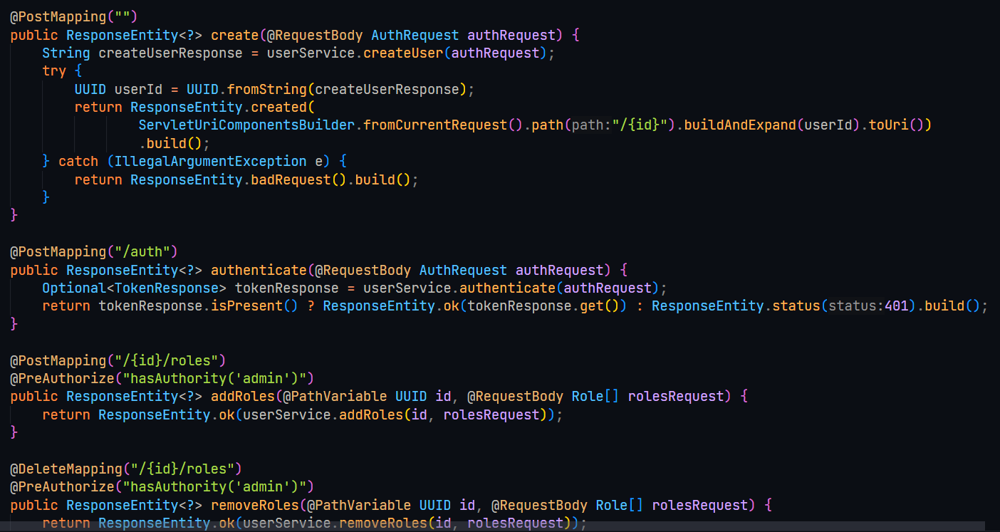 @PostMapping("")
public ResponseEntity<?> create(@RequestBody AuthRequest authRequest) {
    String createUserResponse = userService.createUser(authRequest);
    try {
        UUID userId = UUID.fromString(createUserResponse);
        return ResponseEntity.created(
                ServletUriComponentsBuilder.fromCurrentRequest().path(path:"/{id}").buildAndExpand(userId).toUri())
                .build();
    } catch (IllegalArgumentException e) {
        return ResponseEntity.badRequest().build();
    }
}

@PostMapping("/auth")
public ResponseEntity<?> authenticate(@RequestBody AuthRequest authRequest) {
    Optional<TokenResponse> tokenResponse = userService.authenticate(authRequest);
    return tokenResponse.isPresent() ? ResponseEntity.ok(tokenResponse.get()) : ResponseEntity.status(status:401).build();
}

@PostMapping("/{id}/roles")
@PreAuthorize("hasAuthority('admin')")
public ResponseEntity<?> addRoles(@PathVariable UUID id, @RequestBody Role[] rolesRequest) {
    return ResponseEntity.ok(userService.addRoles(id, rolesRequest));
}

@DeleteMapping("/{id}/roles")
@PreAuthorize("hasAuthority('admin')")
public ResponseEntity<?> removeRoles(@PathVariable UUID id, @RequestBody Role[] rolesRequest) {
    return ResponseEntity.ok(userService.removeRoles(id, rolesRequest));